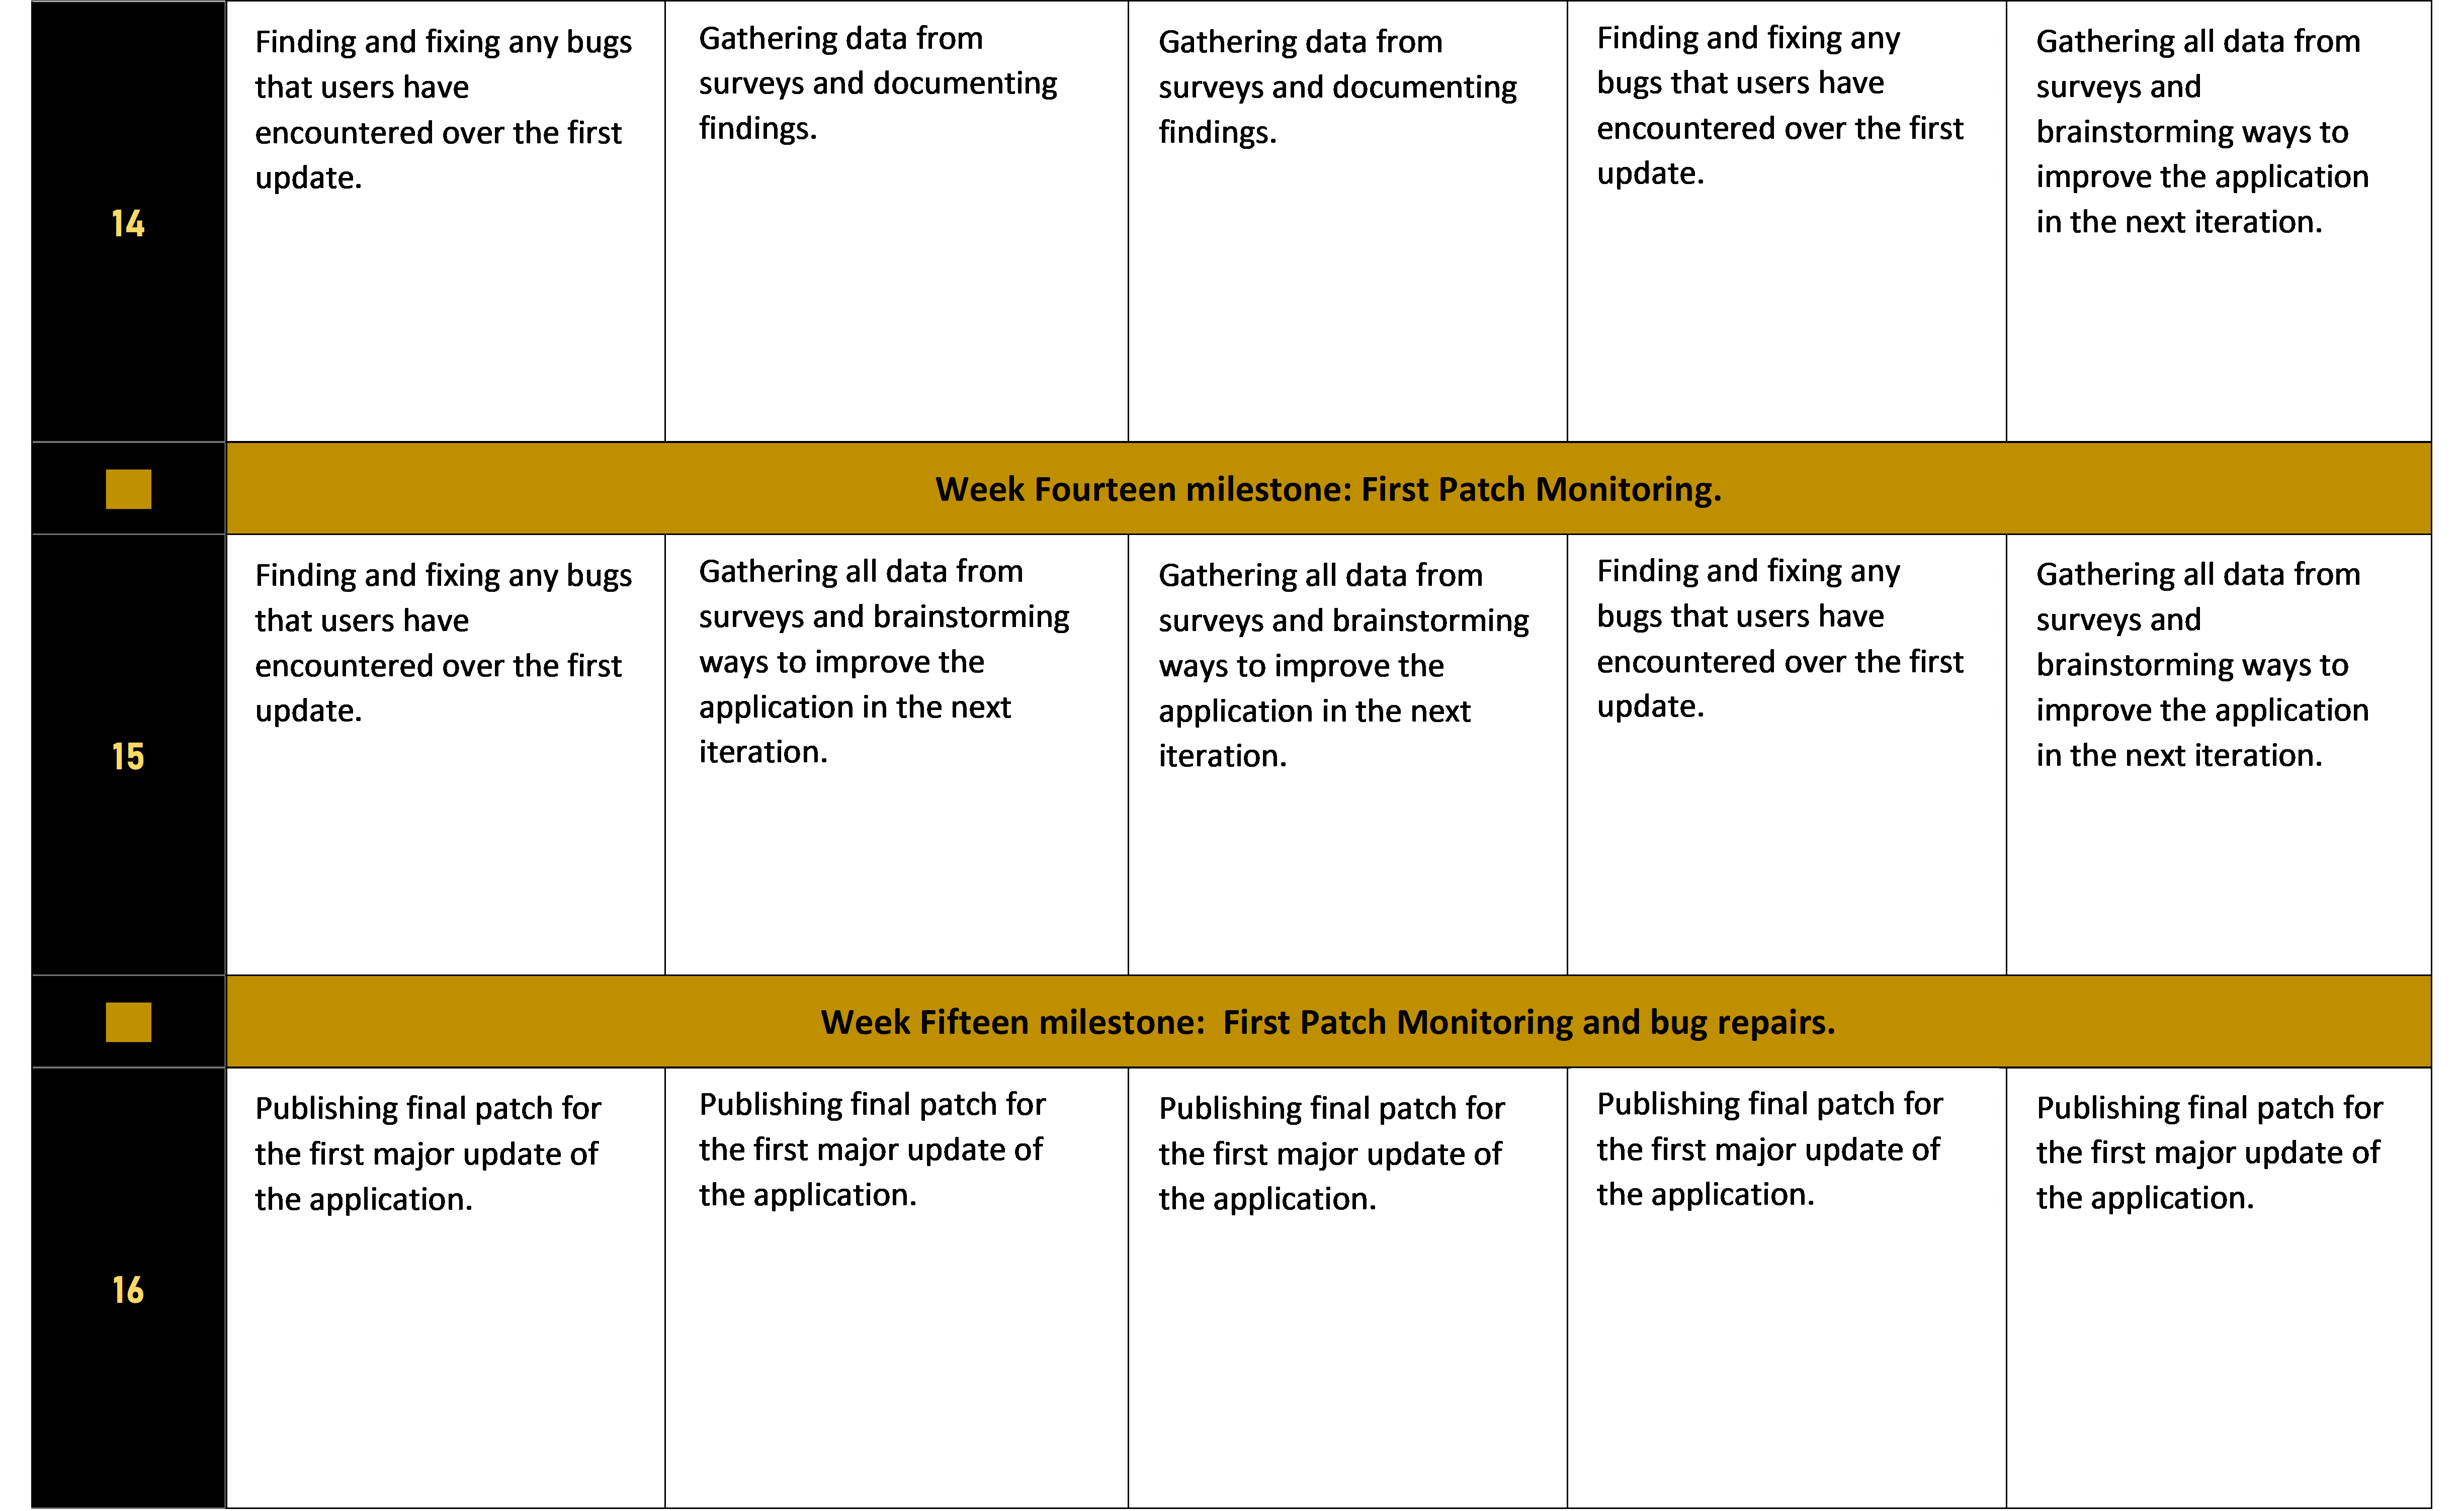 14
Finding and fixing any bugs
that users have
encountered over the first
update.
Gathering data from
surveys and documenting
findings.
Gathering data from
surveys and documenting
findings.
Finding and fixing any
bugs that users have
encountered over the first
update.
Gathering all data from
surveys and
brainstorming ways to
improve the application
in the next iteration.
Week Fourteen milestone: First Patch Monitoring.
15
Finding and fixing any bugs
that users have
encountered over the first
update.
Gathering all data from
surveys and brainstorming
ways to improve the
application in the next
iteration.
Gathering all data from
surveys and brainstorming
ways to improve the
application in the next
iteration.
Finding and fixing any
bugs that users have
encountered over the first
update.
Gathering all data from
surveys and
brainstorming ways to
improve the application
in the next iteration.
Week Fifteen milestone:  First Patch Monitoring and bug repairs.
16
Publishing final patch for
the first major update of
the application.
Publishing final patch for
the first major update of
the application.
Publishing final patch for
the first major update of
the application.
Publishing final patch for
the first major update of
the application.
Publishing final patch for
the first major update of
the application.